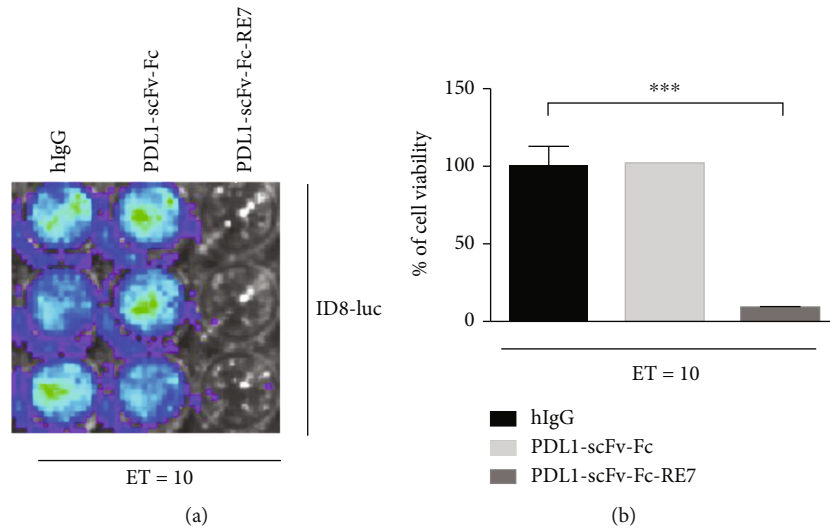 hIgG
PDL1-scFv-Fc
PDL1-scFv-Fc-RE7
ID8-luc
ET = 10
(a)
% of cell viability
150
100
50
0
***
ET = 10
hIgG
PDL1-scFv-Fc
PDL1-scFv-Fc-RE7
(b)